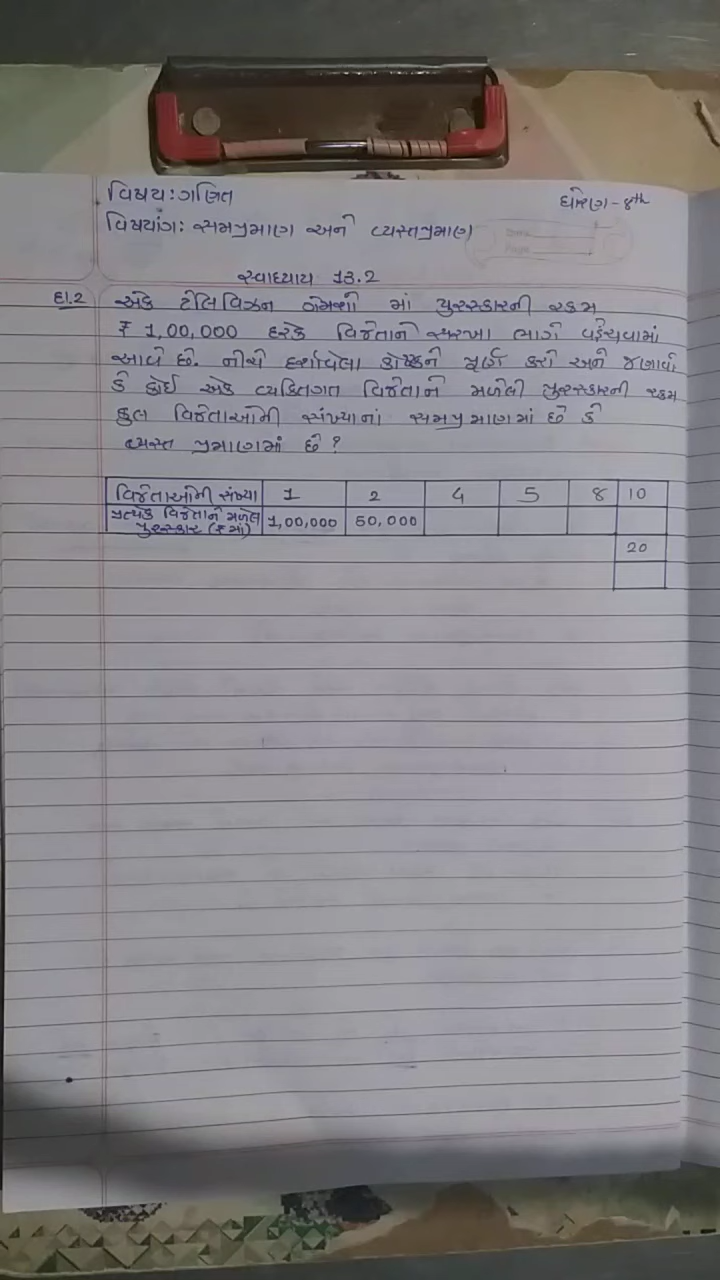 વિષય: ગણિત
ધોરણ - 8th
વિષયાંગ: સમપ્રમાણ અને વ્યસ્તપ્રમાણ
સ્વાધ્યાય 13.2
દા.2 એક ટેલિવિઝન ગેમશો માં પુરસ્કારની રકમ
₹ 1,00,000 દરેક વિજેતાને સરખા ભાગે વહેંચવામાં
આવે છે. નીચે દર્શાવેલા કોષ્ટકને પૂર્ણ કરો અને જણાવો
કે કોઈ એક વ્યક્તિગત વિજેતાને મળેલી પુરસ્કારની રકમ
કુલ વિજેતાઓની સંખ્યાનાં સમપ્રમાણમાં છે કે
વ્યસ્ત પ્રમાણમાં છે ?
વિજેતાઓની સંખ્યા 1 2 4 5 8 10
પ્રત્યેક વિજેતાને મળેલ
પુરસ્કાર (₹ માં) 1,00,000 50,000
20